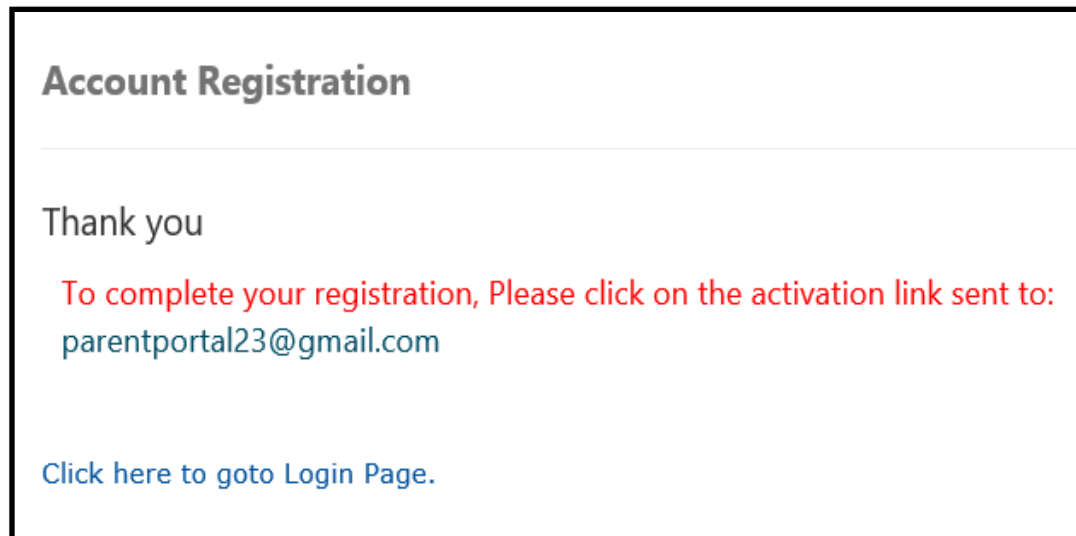 Account Registration
Thank you
To complete your registration, Please click on the activation link sent to:
parentportal23@gmail.com
Click here to goto Login Page.